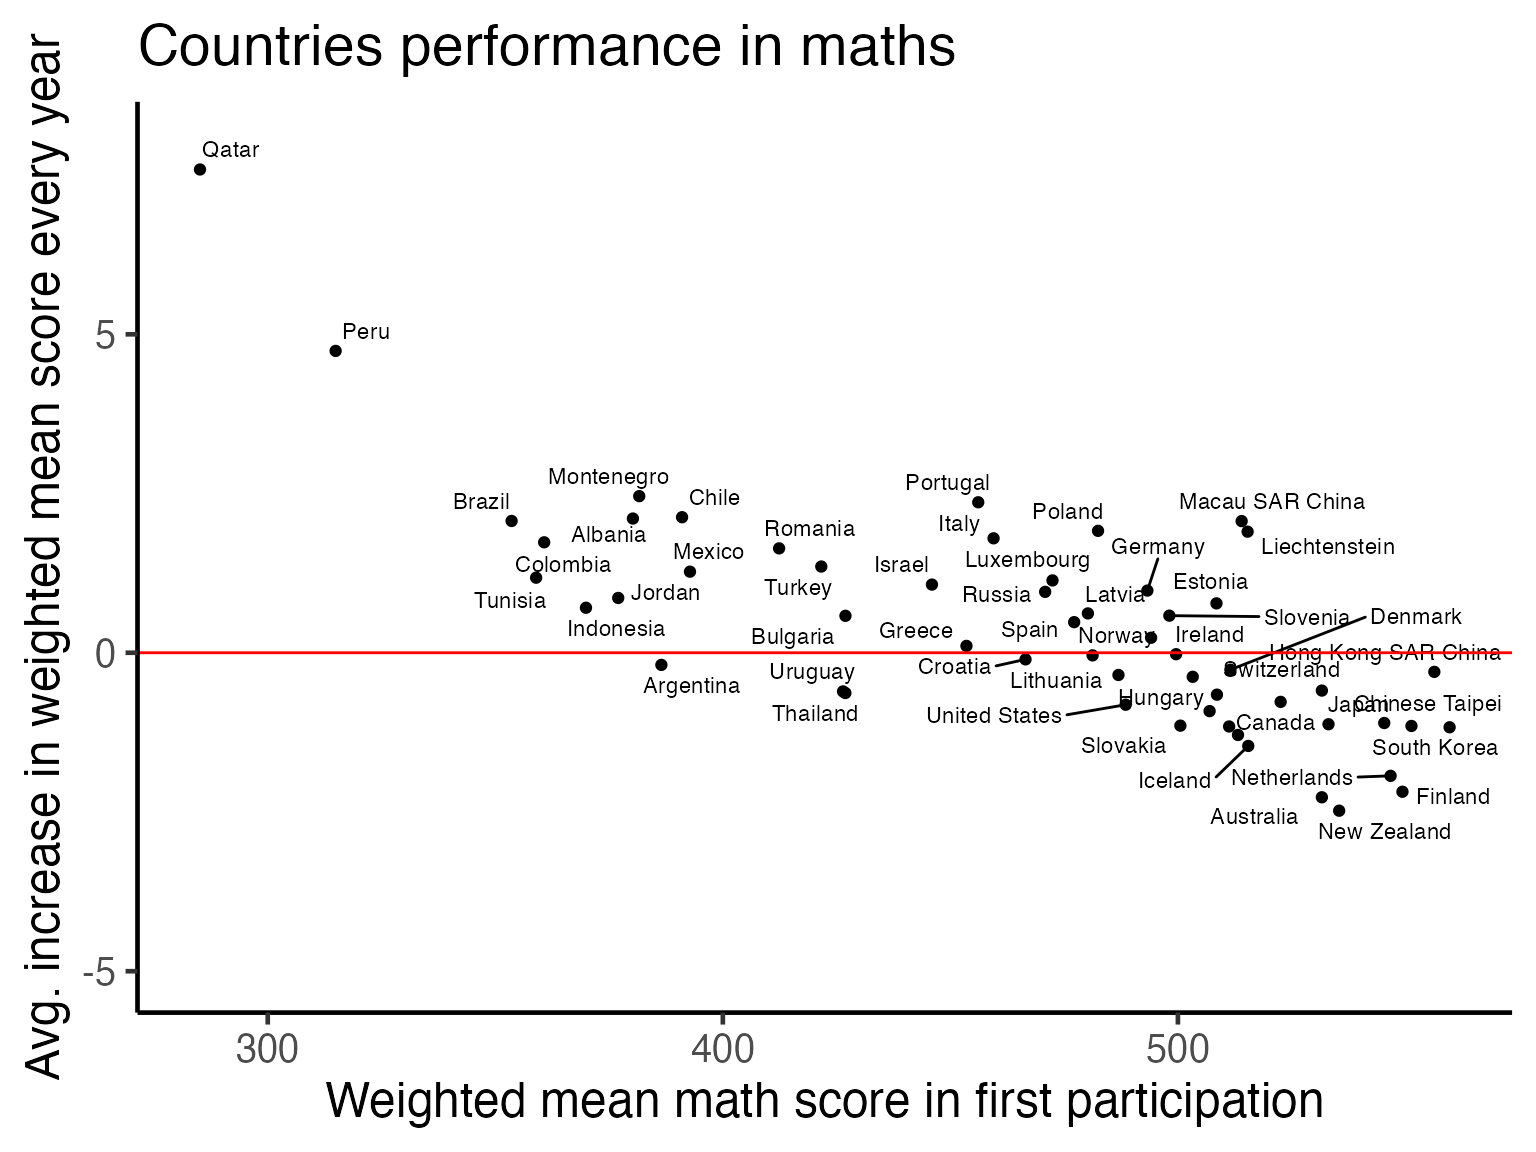 Countries performance in maths
Avg. increase in weighted mean score every year
Qatar
5
Peru
Montenegro
Portugal
Brazil
Chile
Macau SAR China
Poland
Italy
Romania
Albania
Germany
Liechtenstein
Mexico
Luxembourg
Colombia
Israel
Estonia
Turkey
Jordan
Russia
Latvia
Tunisia
Slovenia
Denmark
Indonesia
Greece
Spain
Bulgaria
Norway
Ireland
0
Hong Kong SAR China
Croatia
Switzerland
Uruguay
Lithuania
Argentina
Hungary
Japan
Chinese Taipei
Thailand
United States
Canada
Slovakia
South Korea
Iceland
Netherlands
Finland
Australia
New Zealand
-5
300
400
500
Weighted mean math score in first participation